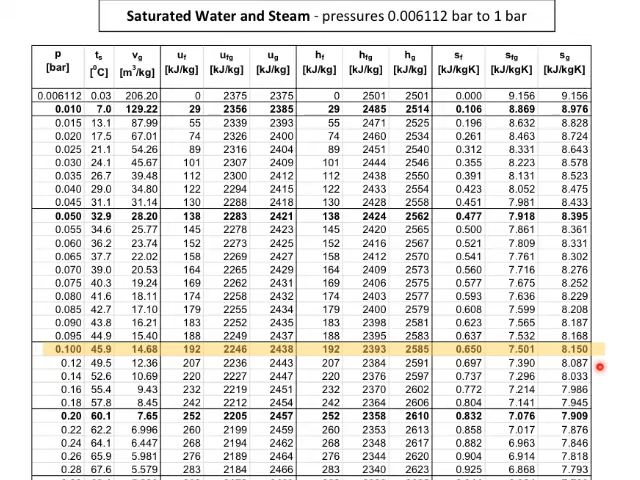 Saturated Water and Steam - pressures 0.006112 bar to 1 bar
p ts vg uf ufg ug hf hfg hg sf sfg sg
[bar] [⁰C] [m³/kg] [kJ/kg] [kJ/kg] [kJ/kg] [kJ/kg] [kJ/kg] [kJ/kg] [kJ/kgK] [kJ/kgK] [kJ/kgK]
0.006112 0.03 206.20 0 2375 2375 0 2501 2501 0.000 9.156 9.156
0.010 7.0 129.22 29 2356 2385 29 2485 2514 0.106 8.869 8.976
0.015 13.1 87.99 55 2339 2393 55 2471 2525 0.196 8.632 8.828
0.020 17.5 67.01 74 2326 2400 74 2460 2534 0.261 8.463 8.724
0.025 21.1 54.26 89 2316 2404 89 2451 2540 0.312 8.331 8.643
0.030 24.1 45.67 101 2307 2409 101 2444 2546 0.355 8.223 8.578
0.035 26.7 39.48 112 2300 2412 112 2438 2550 0.391 8.131 8.523
0.040 29.0 34.80 122 2294 2415 122 2433 2554 0.423 8.052 8.475
0.045 31.1 31.14 130 2288 2418 130 2428 2558 0.451 7.981 8.433
0.050 32.9 28.20 138 2283 2421 138 2424 2562 0.477 7.918 8.395
0.055 34.6 25.77 145 2278 2423 145 2420 2565 0.500 7.861 8.361
0.060 36.2 23.74 152 2273 2425 152 2416 2567 0.521 7.809 8.331
0.065 37.7 22.02 158 2269 2427 158 2412 2570 0.541 7.761 8.302
0.070 39.0 20.53 164 2265 2429 164 2409 2573 0.560 7.716 8.276
0.075 40.3 19.24 169 2262 2431 169 2406 2575 0.577 7.675 8.252
0.080 41.6 18.11 174 2258 2432 174 2403 2577 0.593 7.636 8.229
0.085 42.7 17.10 179 2255 2434 179 2400 2579 0.608 7.599 8.208
0.090 43.8 16.21 183 2252 2435 183 2398 2581 0.623 7.565 8.187
0.095 44.9 15.40 188 2249 2437 188 2395 2583 0.637 7.532 8.168
0.100 45.9 14.68 192 2246 2438 192 2393 2585 0.650 7.501 8.150
0.12 49.5 12.36 207 2236 2443 207 2384 2591 0.697 7.390 8.087
0.14 52.6 10.69 220 2227 2447 220 2376 2597 0.737 7.296 8.033
0.16 55.4 9.43 232 2219 2451 232 2370 2602 0.772 7.214 7.986
0.18 57.8 8.45 242 2212 2454 242 2364 2606 0.804 7.141 7.945
0.20 60.1 7.65 252 2205 2457 252 2358 2610 0.832 7.076 7.909
0.22 62.2 6.996 260 2199 2459 260 2353 2613 0.858 7.017 7.876
0.24 64.1 6.447 268 2194 2462 268 2348 2617 0.882 6.963 7.846
0.26 65.9 5.981 276 2189 2464 276 2344 2620 0.904 6.914 7.818
0.28 67.6 5.579 283 2184 2466 283 2340 2623 0.925 6.868 7.793